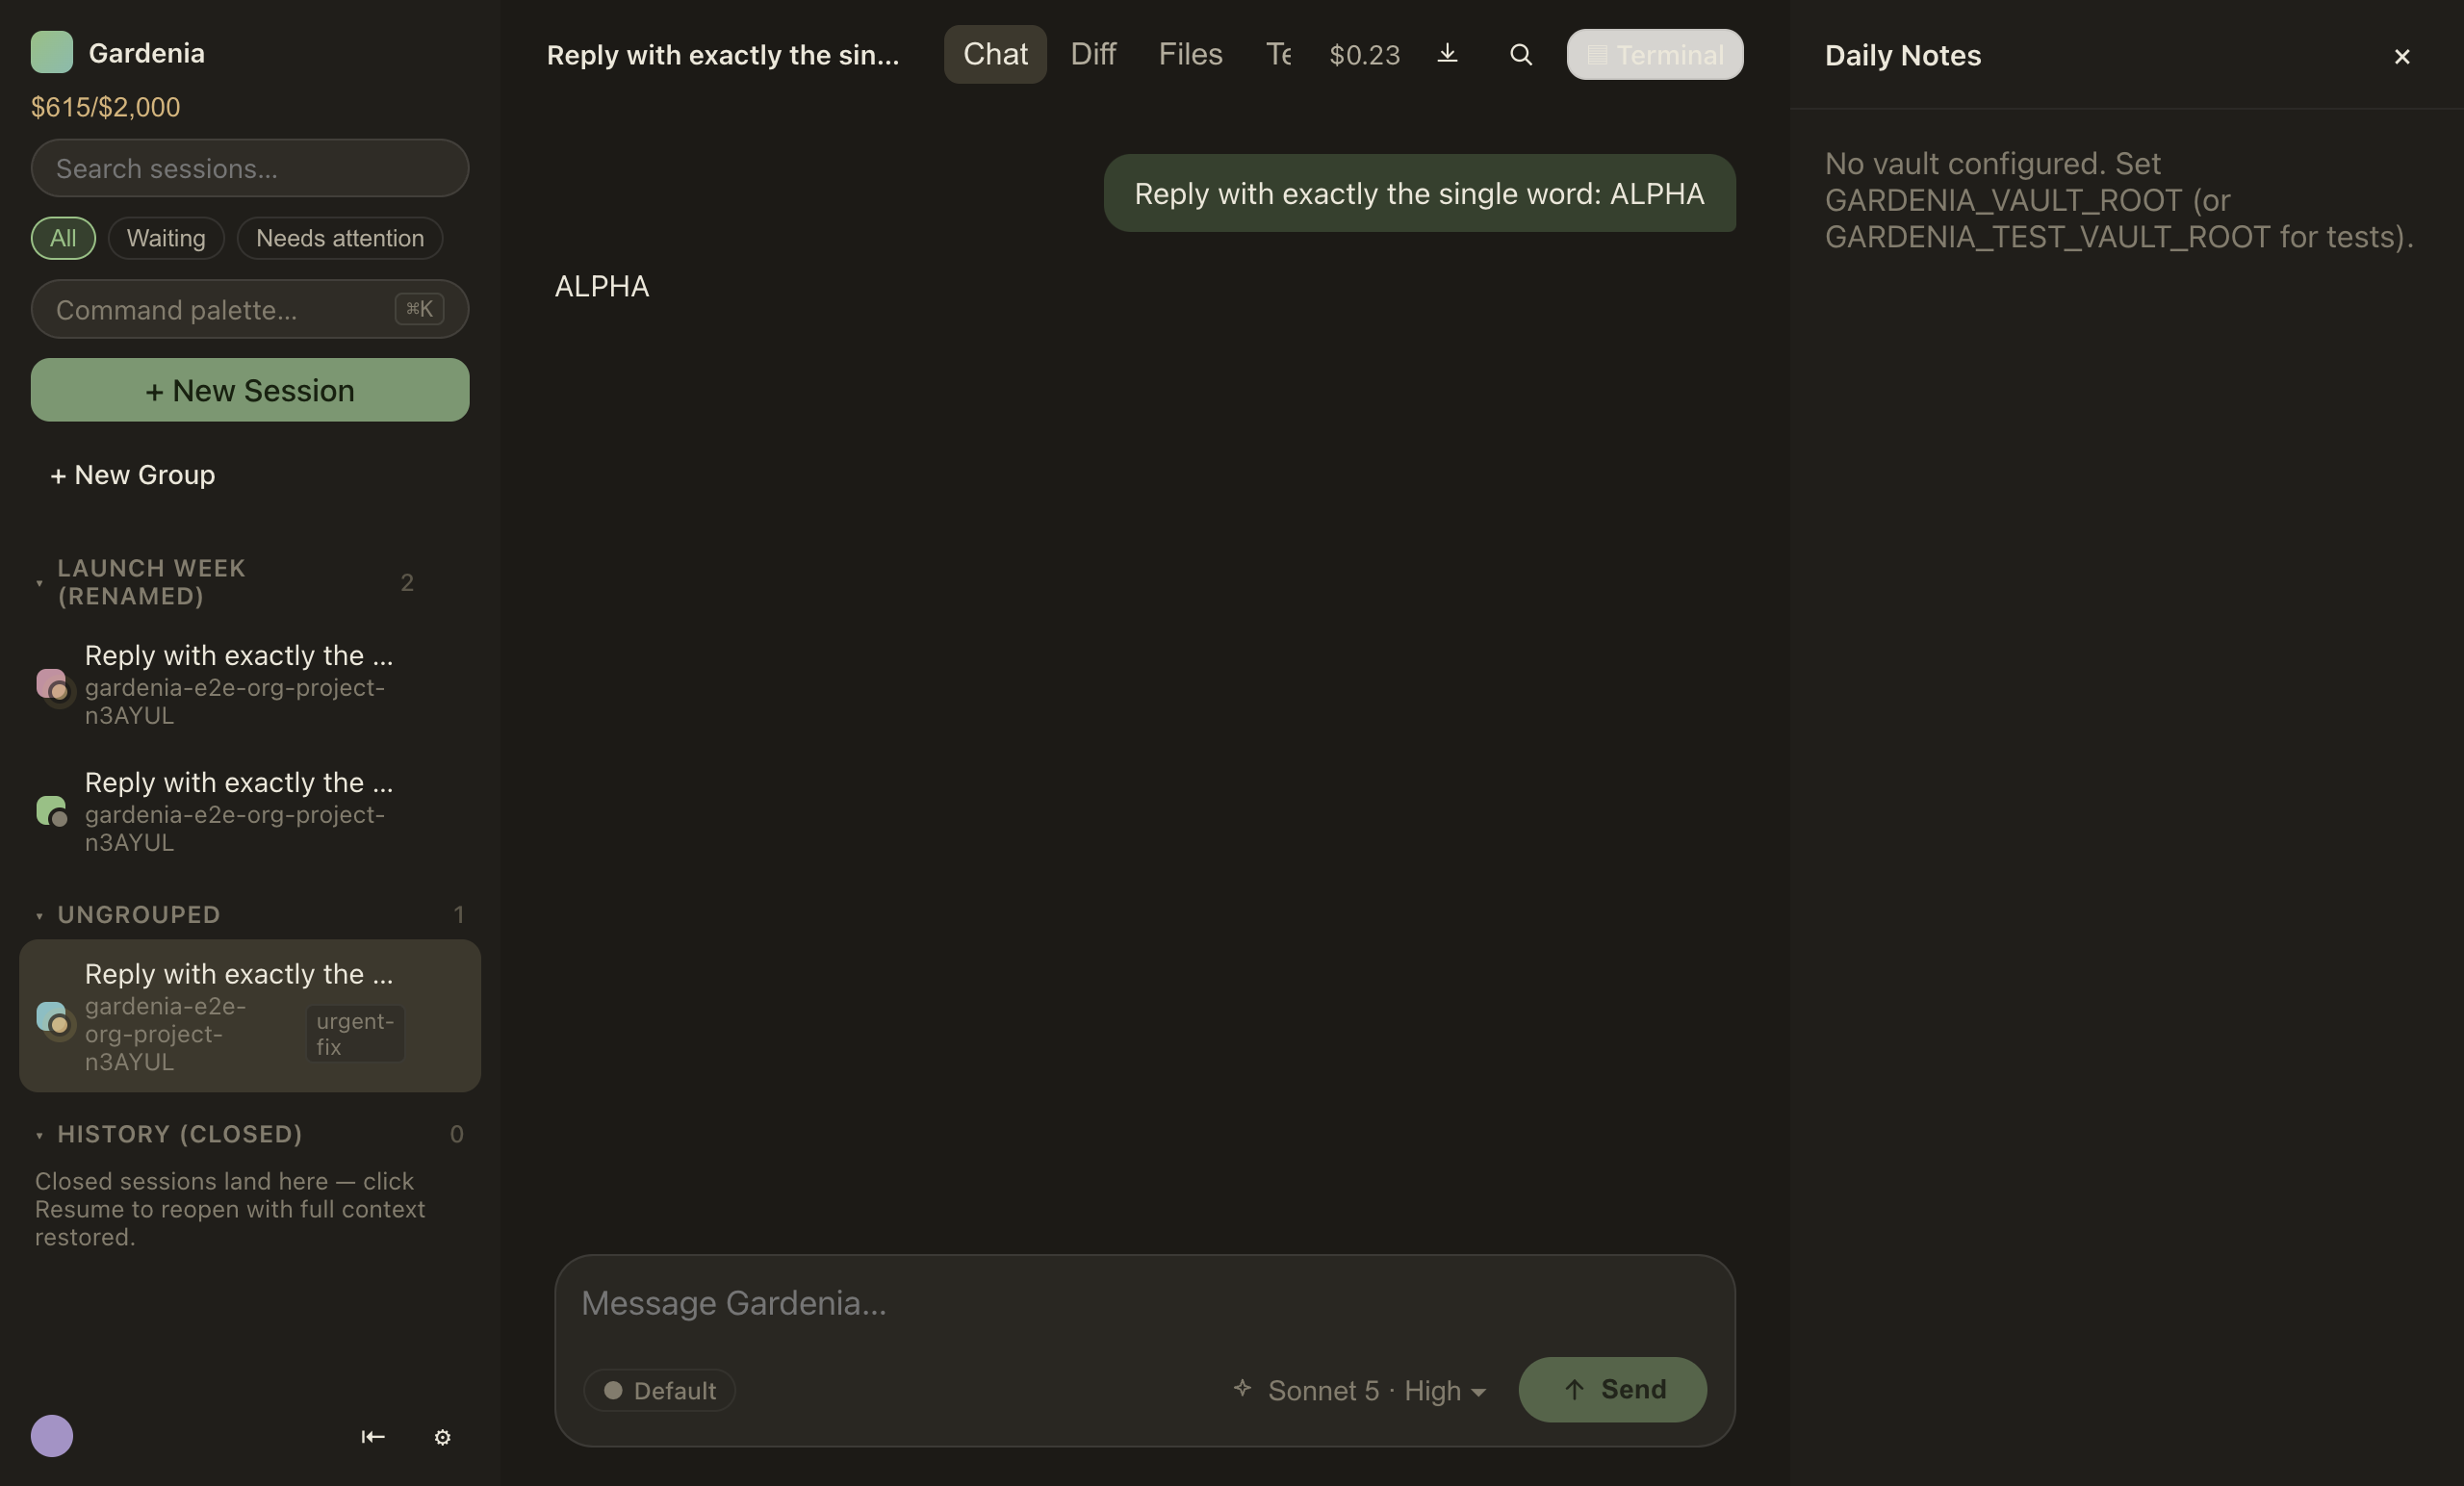 Gardenia
$615/$2,000
Search sessions...
All
Waiting
Needs attention
Command palette...
⌘K
+ New Session
+ New Group
LAUNCH WEEK
(RENAMED)
2
Reply with exactly the ...
gardenia-e2e-org-project-
n3AYUL
Reply with exactly the ...
gardenia-e2e-org-project-
n3AYUL
UNGROUPED
1
Reply with exactly the ...
gardenia-e2e-
org-project-
n3AYUL
urgent-
fix
HISTORY (CLOSED)
0
Closed sessions land here — click
Resume to reopen with full context
restored.
Reply with exactly the sin...
Chat
Diff
Files
$0.23
Terminal
Reply with exactly the single word: ALPHA
ALPHA
Message Gardenia...
Default
Sonnet 5 · High
Send
Daily Notes
No vault configured. Set
GARDENIA_VAULT_ROOT (or
GARDENIA_TEST_VAULT_ROOT for tests).